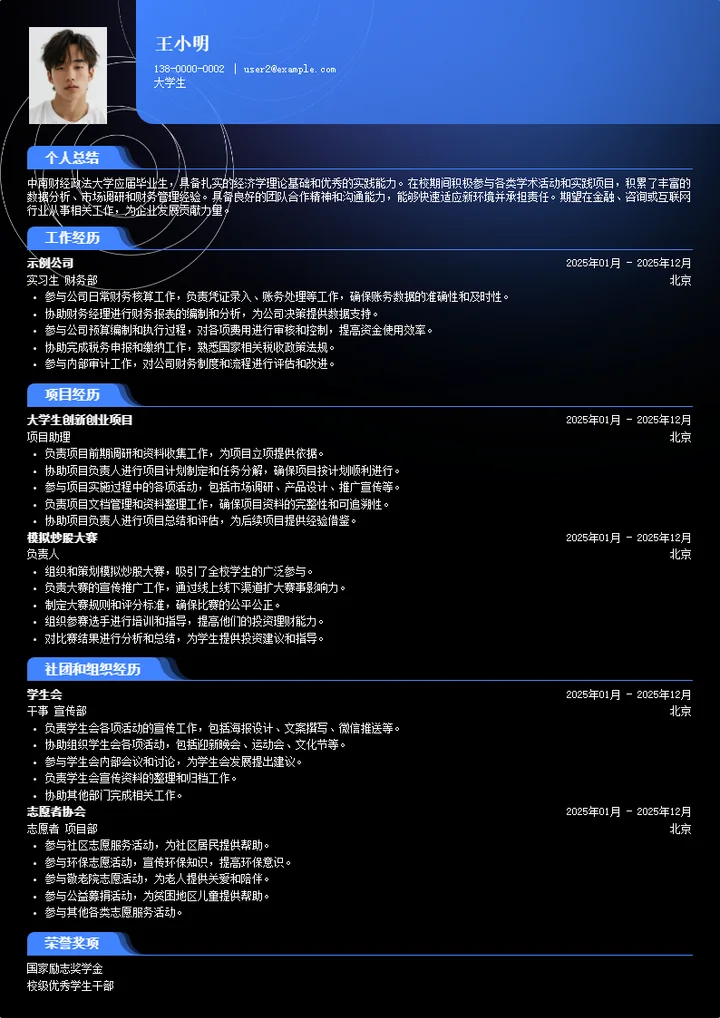 王小明
138-0000-0002 | user2@example.com
大学生
个人总结
中南财经政法大学应届毕业生，具备扎实的经济学理论基础和优秀的实践能力。在校期间积极参与各类学术活动和实践项目，积累了丰富的
数据分析、市场调研和财务管理经验。具备良好的团队合作精神和沟通能力，能够快速适应新环境并承担责任。期望在金融、咨询或互联网
行业从事相关工作，为企业发展贡献力量。
工作经历
示例公司 2025年01月 - 2025年12月
实习生 财务部 北京
• 参与公司日常财务核算工作，负责凭证录入、账务处理等工作，确保账务数据的准确性和及时性。
• 协助财务经理进行财务报表的编制和分析，为公司决策提供数据支持。
• 参与公司预算编制和执行过程，对各项费用进行审核和控制，提高资金使用效率。
• 协助完成税务申报和缴纳工作，熟悉国家相关税收政策法规。
• 参与内部审计工作，对公司财务制度和流程进行评估和改进。
项目经历
大学生创新创业项目 2025年01月 - 2025年12月
项目助理 北京
• 负责项目前期调研和资料收集工作，为项目立项提供依据。
• 协助项目负责人进行项目计划制定和任务分解，确保项目按计划顺利进行。
• 参与项目实施过程中的各项活动，包括市场调研、产品设计、推广宣传等。
• 负责项目文档管理和资料整理工作，确保项目资料的完整性和可追溯性。
• 协助项目负责人进行项目总结和评估，为后续项目提供经验借鉴。
模拟炒股大赛 2025年01月 - 2025年12月
负责人 北京
• 组织和策划模拟炒股大赛，吸引了全校学生的广泛参与。
• 负责大赛的宣传推广工作，通过线上线下渠道扩大赛事影响力。
• 制定大赛规则和评分标准，确保比赛的公平公正。
• 组织参赛选手进行培训和指导，提高他们的投资理财能力。
• 对比赛结果进行分析和总结，为学生提供投资建议和指导。
社团和组织经历
学生会 2025年01月 - 2025年12月
干事 宣传部 北京
• 负责学生会各项活动的宣传工作，包括海报设计、文案撰写、微信推送等。
• 协助组织学生会各项活动，包括迎新晚会、运动会、文化节等。
• 参与学生会内部会议和讨论，为学生会发展提出建议。
• 负责学生会宣传资料的整理和归档工作。
• 协助其他部门完成相关工作。
志愿者协会 2025年01月 - 2025年12月
志愿者 项目部 北京
• 参与社区志愿服务活动，为社区居民提供帮助。
• 参与环保志愿活动，宣传环保知识，提高环保意识。
• 参与敬老院志愿活动，为老人提供关爱和陪伴。
• 参与公益募捐活动，为贫困地区儿童提供帮助。
• 参与其他各类志愿服务活动。
荣誉奖项
国家励志奖学金
校级优秀学生干部